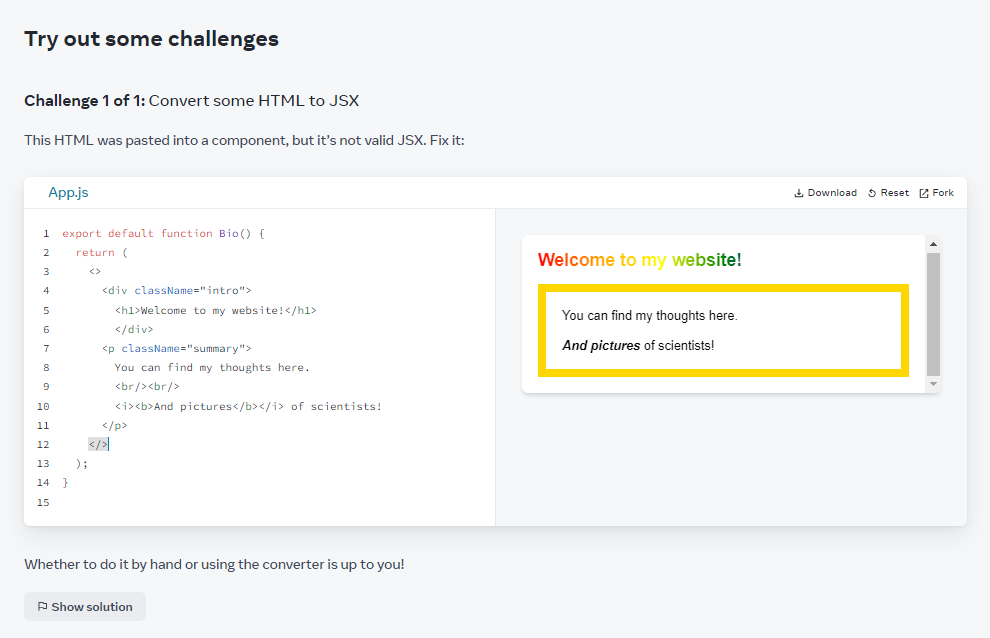 Try out some challenges
Challenge 1 of 1: Convert some HTML to JSX
This HTML was pasted into a component, but it's not valid JSX. Fix it:
App.js
Download Reset Fork
1 export default function Bio() {
2 return (
3 <>
4 <div className="intro">
5 <h1>Welcome to my website!</h1>
6 </div>
7 <p className="summary">
8 You can find my thoughts here.
9 <br/><br/>
10 <i><b>And pictures</b></i> of scientists!
11 </p>
12 </>
13 );
14 }
15
Welcome to my website!
You can find my thoughts here.
And pictures of scientists!
Whether to do it by hand or using the converter is up to you!
Show solution